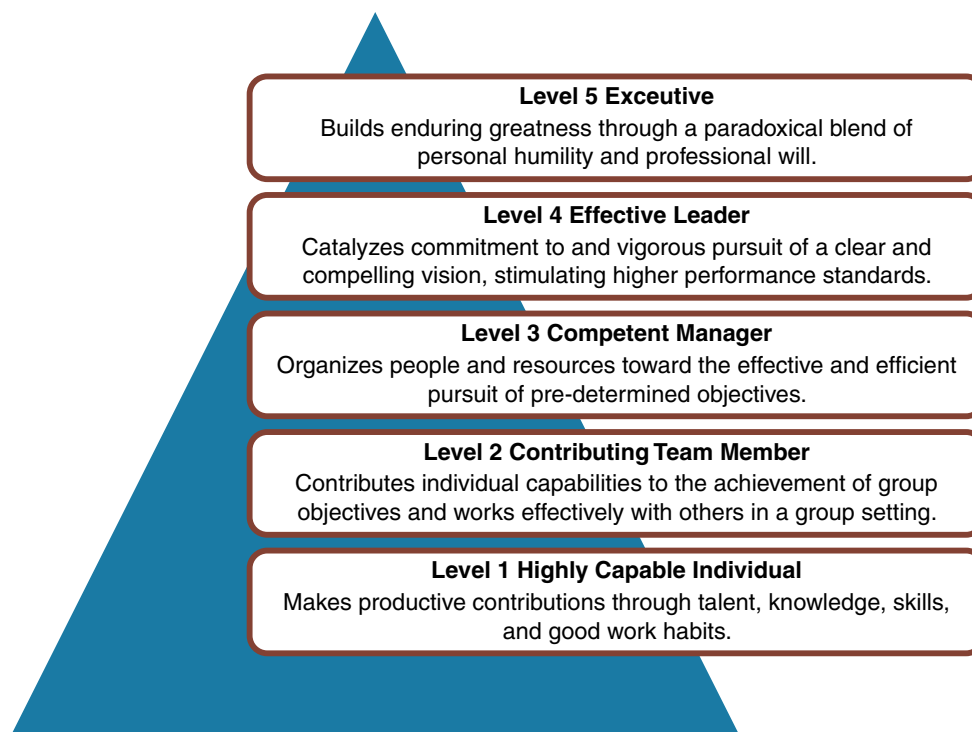 Level 5 Exceutive
Builds enduring greatness through a paradoxical blend of
personal humility and professional will.
Level 4 Effective Leader
Catalyzes commitment to and vigorous pursuit of a clear and
compelling vision, stimulating higher performance standards.
Level 3 Competent Manager
Organizes people and resources toward the effective and efficient
pursuit of pre-determined objectives.
Level 2 Contributing Team Member
Contributes individual capabilities to the achievement of group
objectives and works effectively with others in a group setting.
Level 1 Highly Capable Individual
Makes productive contributions through talent, knowledge, skills,
and good work habits.